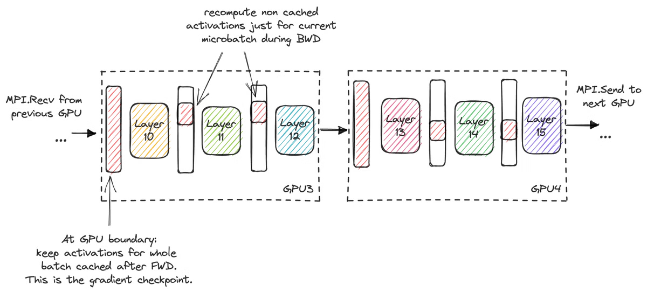 recompute non cached
activations just for current
microbatch during BWD
MPI.Recv from
previous GPU
...
Layer
10
Layer
11
Layer
12
GPU3
Layer
13
Layer
14
Layer
15
GPU4
MPI.Send to
next GPU
...
At GPU boundary:
keep activations for whole
batch cached after FWD.
This is the gradient checkpoint.